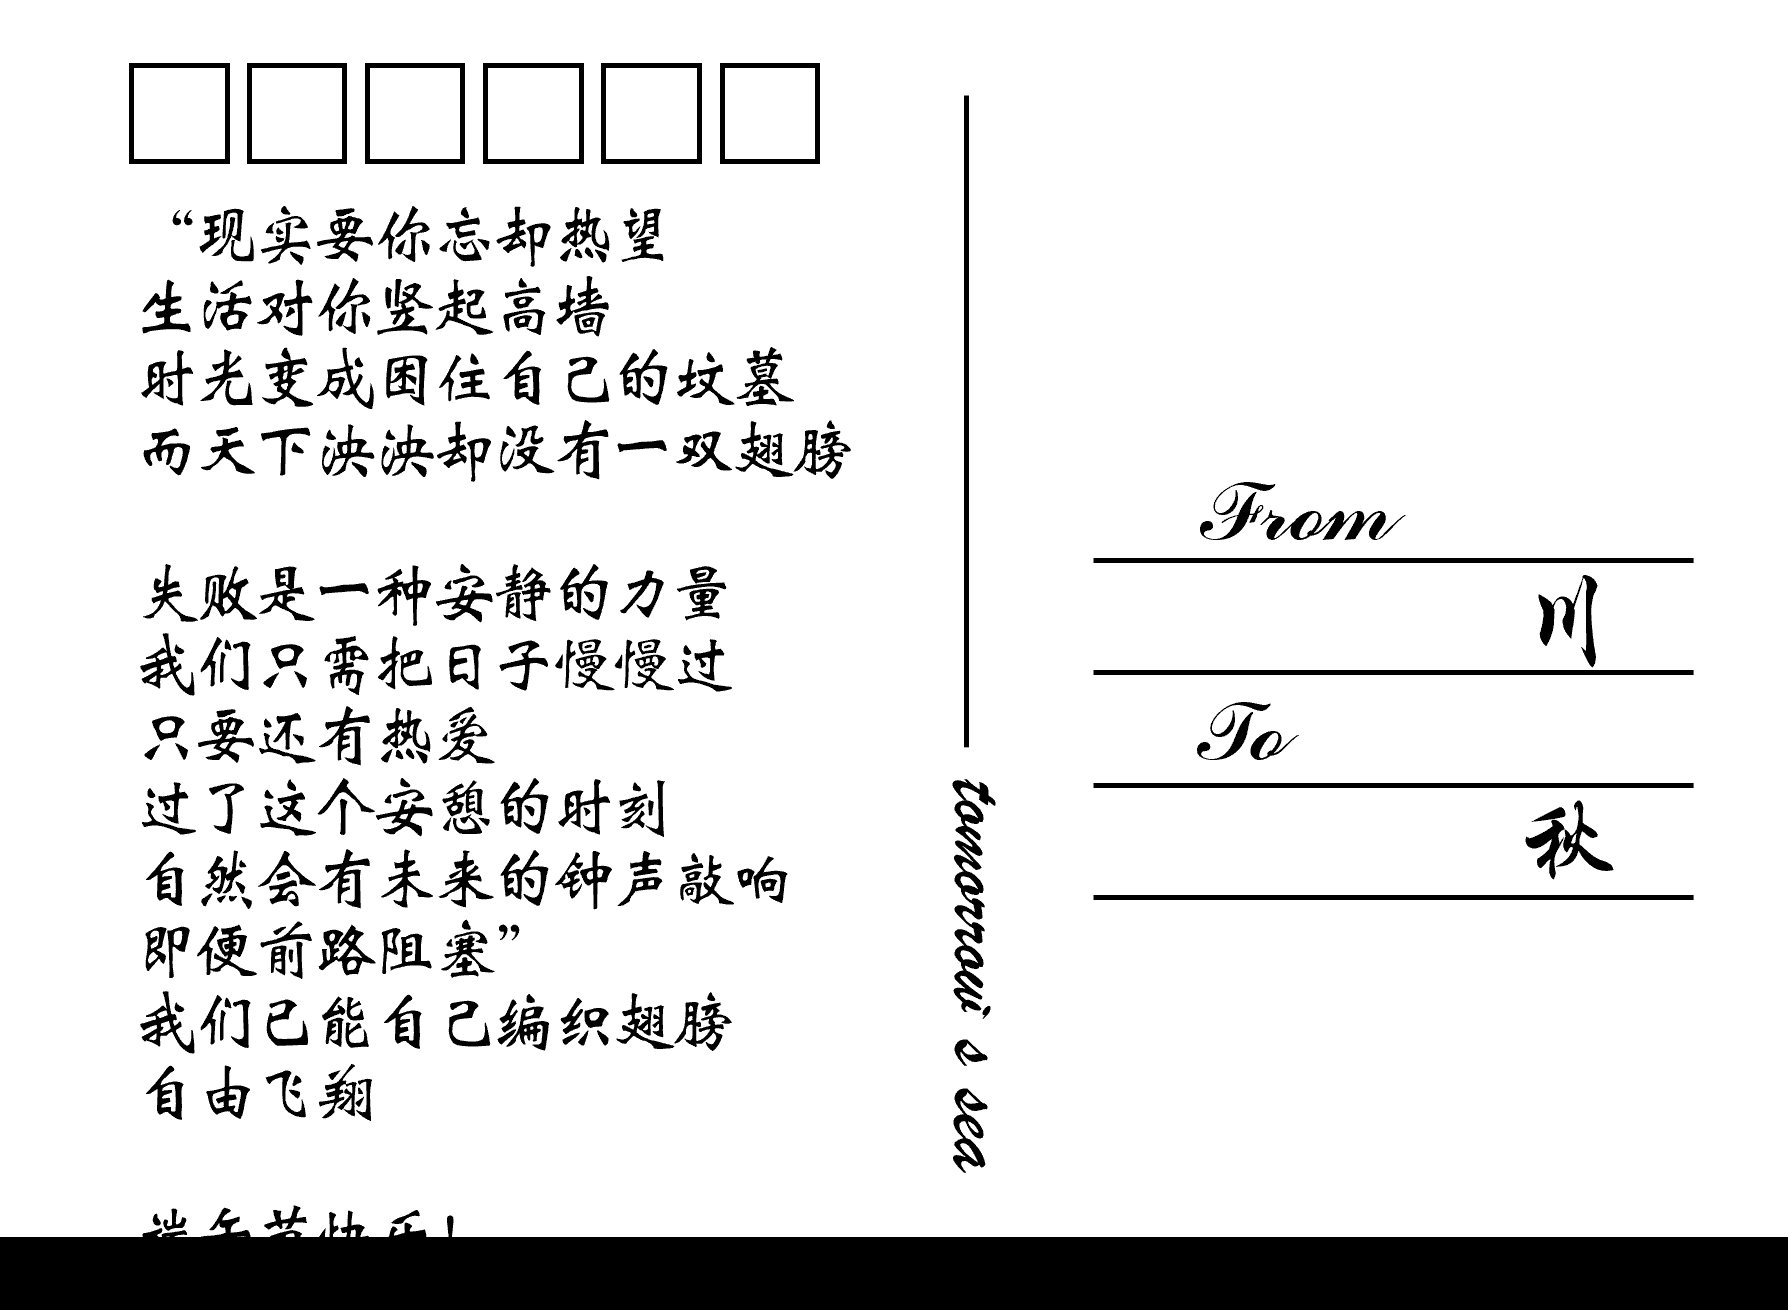 “现实要你忘却热望
生活对你竖起高墙
时光变成困住自己的坟墓
而天下泱泱却没有一双翅膀
失败是一种安静的力量
我们只需把日子慢慢过
只要还有热爱
过了这个安憩的时刻
自然会有未来的钟声敲响
即便前路阻塞”
我们已能自己编织翅膀
自由飞翔
端午节快乐！
tomorrow's sea
From
川
To
秋